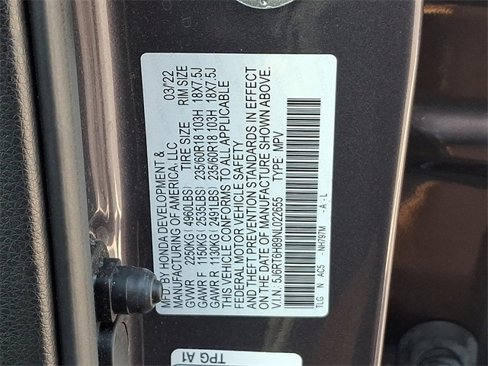 MFD BY HONDA DEVELOPMENT &
MANUFACTURING OF AMERICA, LLC 03/22
GVWR 2250KG (4960LBS) TIRE SIZE RIM SIZE
GAWR F 1150KG (2535LBS) 235/60R18 103H 18X7.5J
GAWR R 1130KG (2491LBS) 235/60R18 103H 18X7.5J
THIS VEHICLE CONFORMS TO ALL APPLICABLE
FEDERAL MOTOR VEHICLE SAFETY
AND THEFT PREVENTION STANDARDS IN EFFECT
ON THE DATE OF MANUFACTURE SHOWN ABOVE.
V.I.N: 5J6RT6H89NL022655 TYPE: MPV
TLG N AC5 - NH797M - A - L
TPG A1